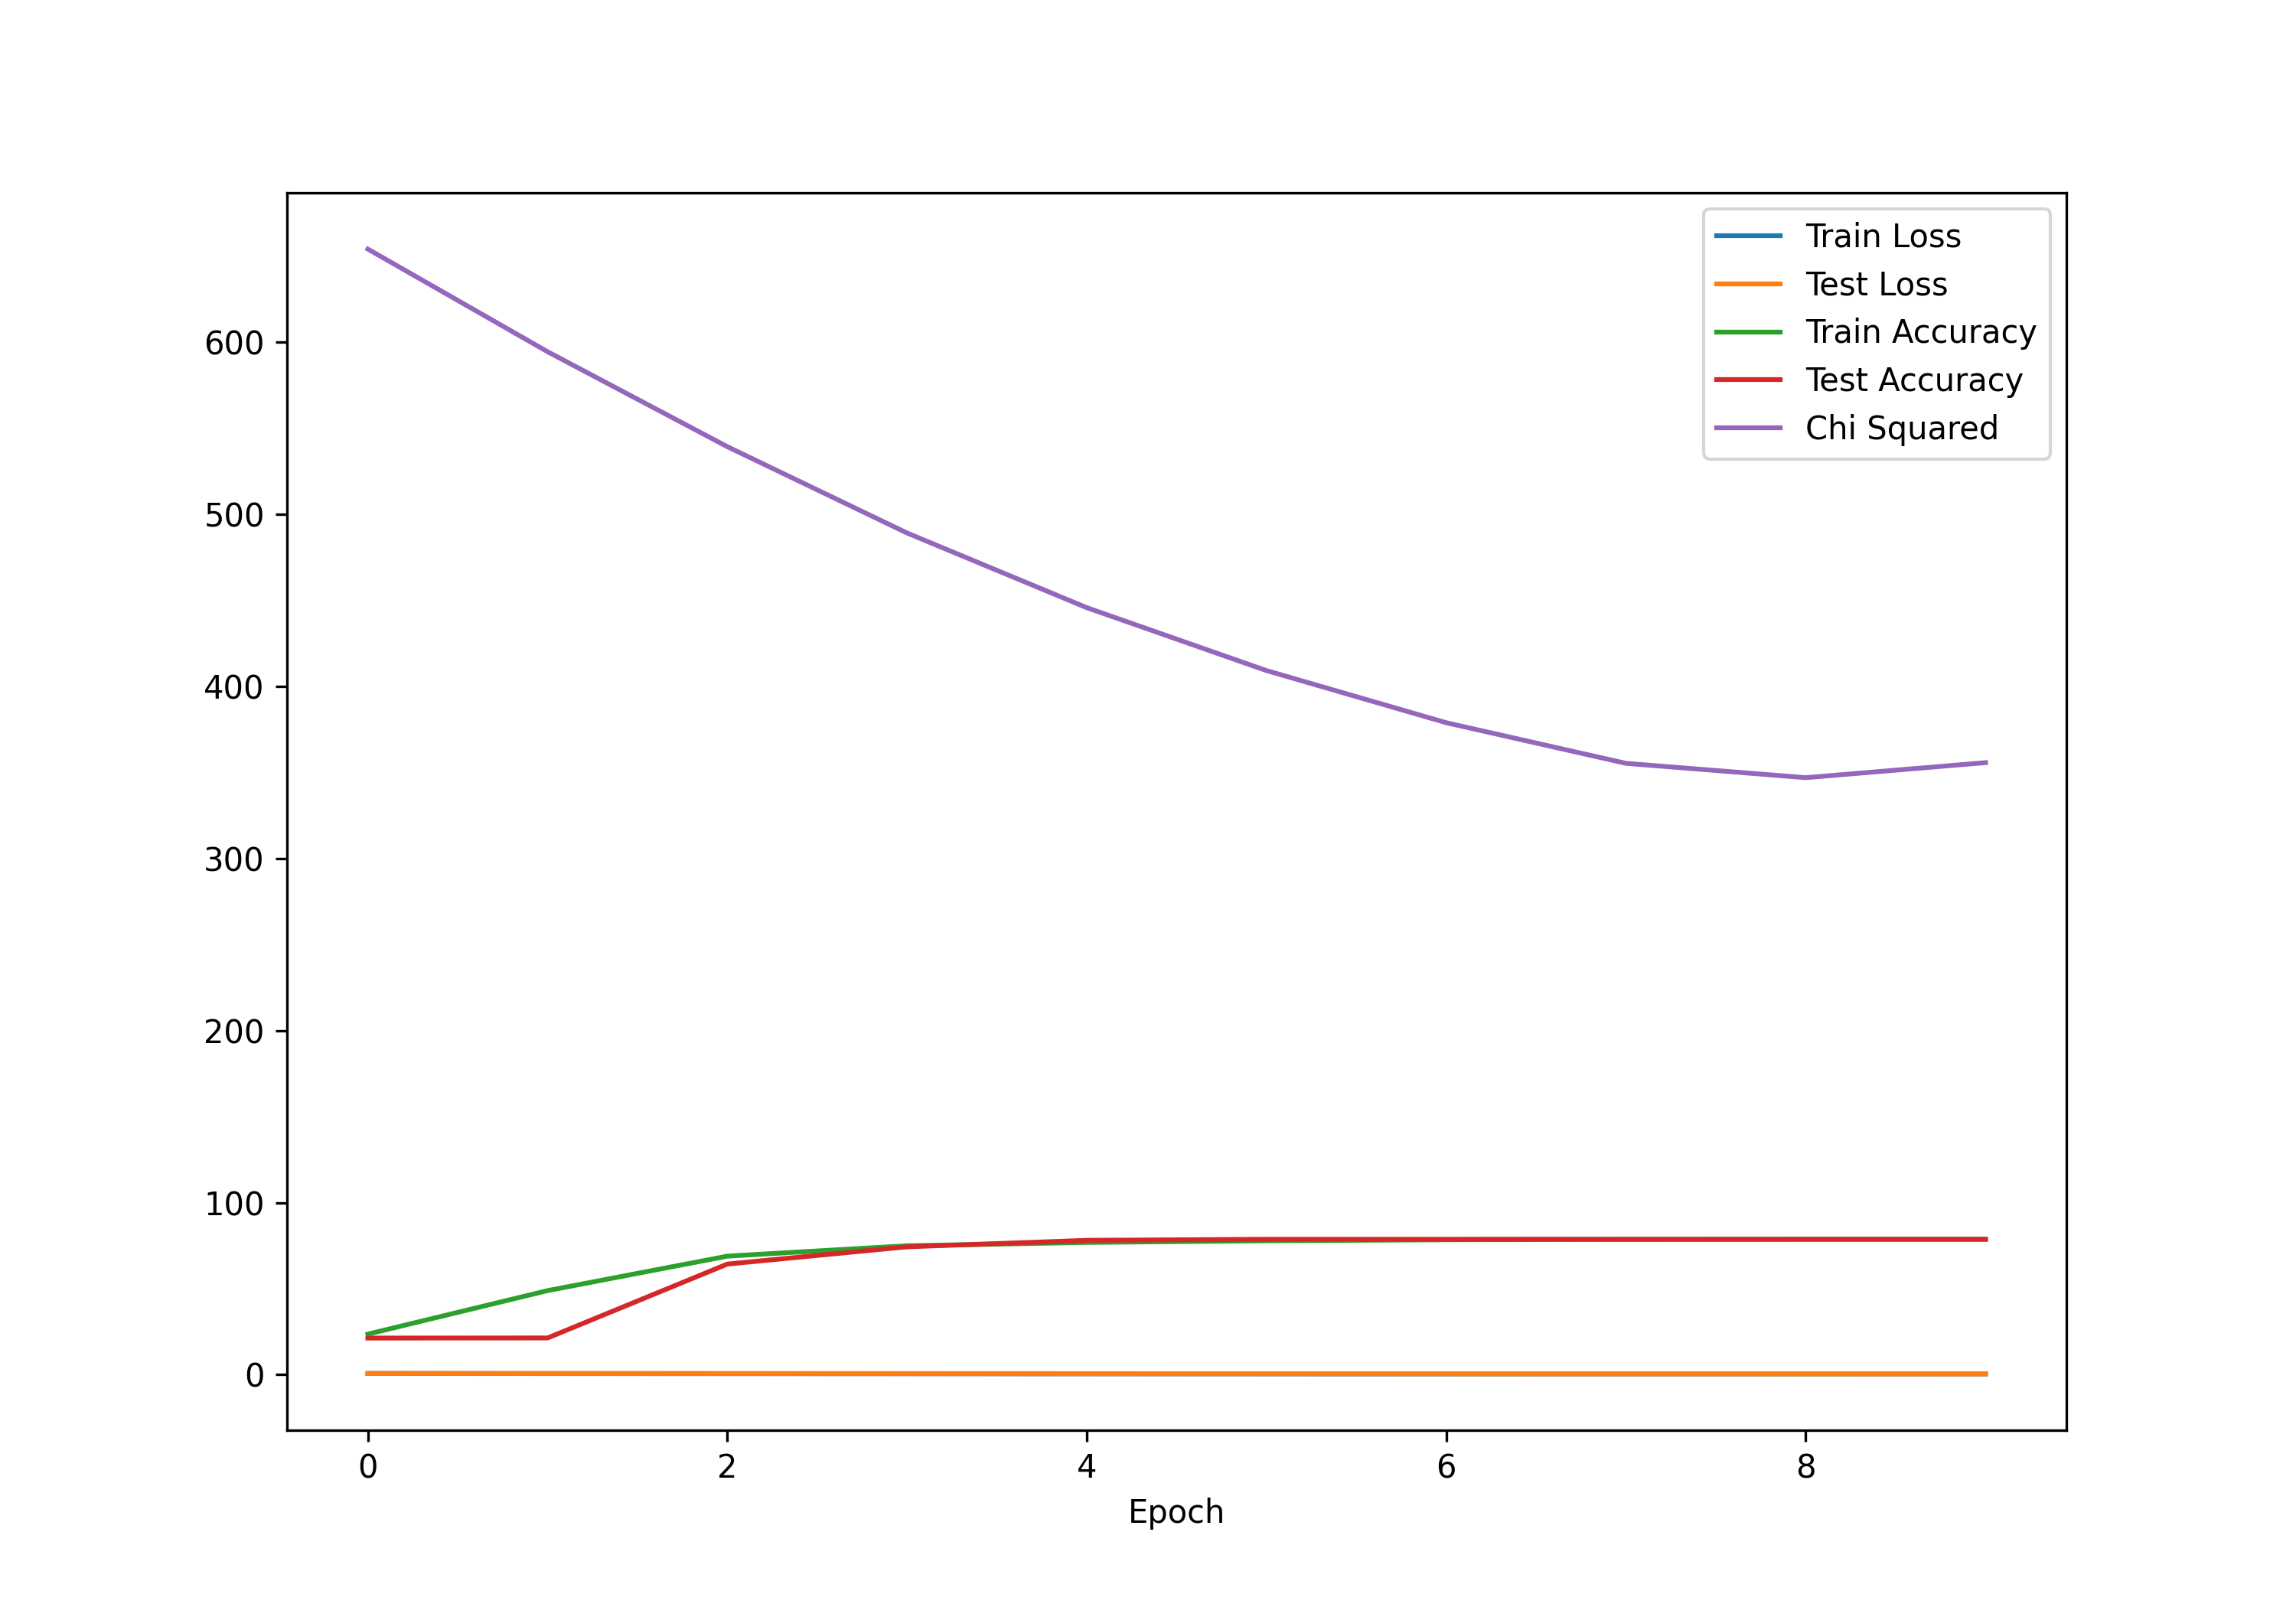 Train Loss
Test Loss
Train Accuracy
Test Accuracy
Chi Squared
600
500
400
300
200
100
0
0 2 4 6 8
Epoch